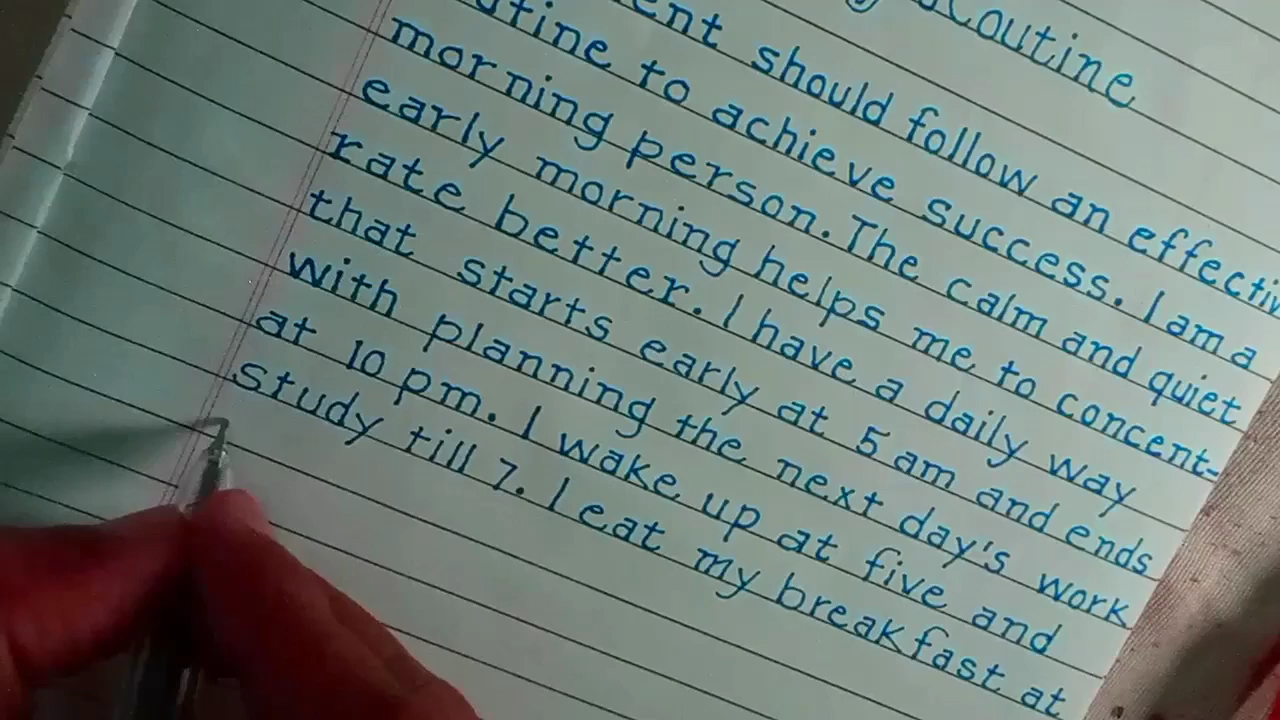 Routine
ent should follow an effectiv
utine to achieve success. I am a
morning person. The calm and quiet
early morning helps me to concent-
rate better. I have a daily way
that starts early at 5 am and ends
with planning the next day's work
at 10 pm. I wake up at five and
study till 7. I eat my breakfast at